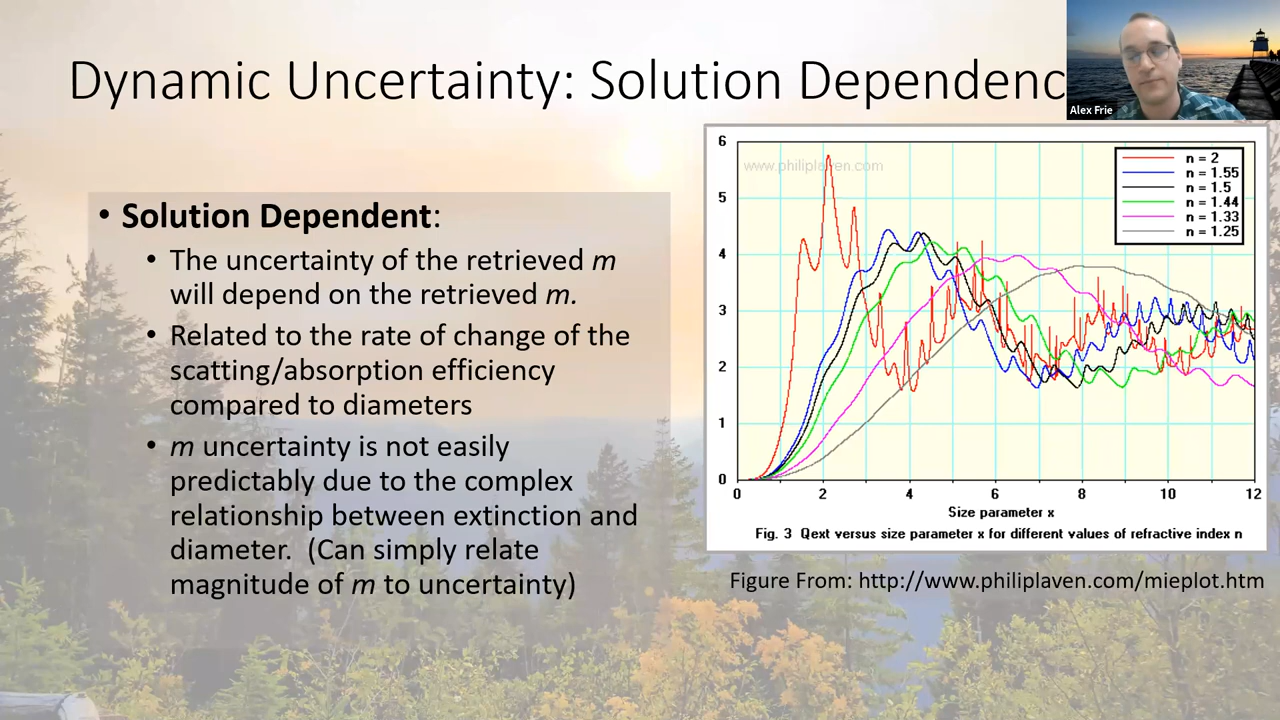 Dynamic Uncertainty: Solution Dependenc
Alex Frie
• Solution Dependent:
• The uncertainty of the retrieved m
will depend on the retrieved m.
• Related to the rate of change of the
scatting/absorption efficiency
compared to diameters
• m uncertainty is not easily
predictably due to the complex
relationship between extinction and
diameter. (Can simply relate
magnitude of m to uncertainty)
www.philiplaven.com
n = 2
n = 1.55
n = 1.5
n = 1.44
n = 1.33
n = 1.25
6
5
4
3
2
1
0
0 2 4 6 8 10 12
Size parameter x
Fig. 3 Qext versus size parameter x for different values of refractive index n
Figure From: http://www.philiplaven.com/mieplot.htm